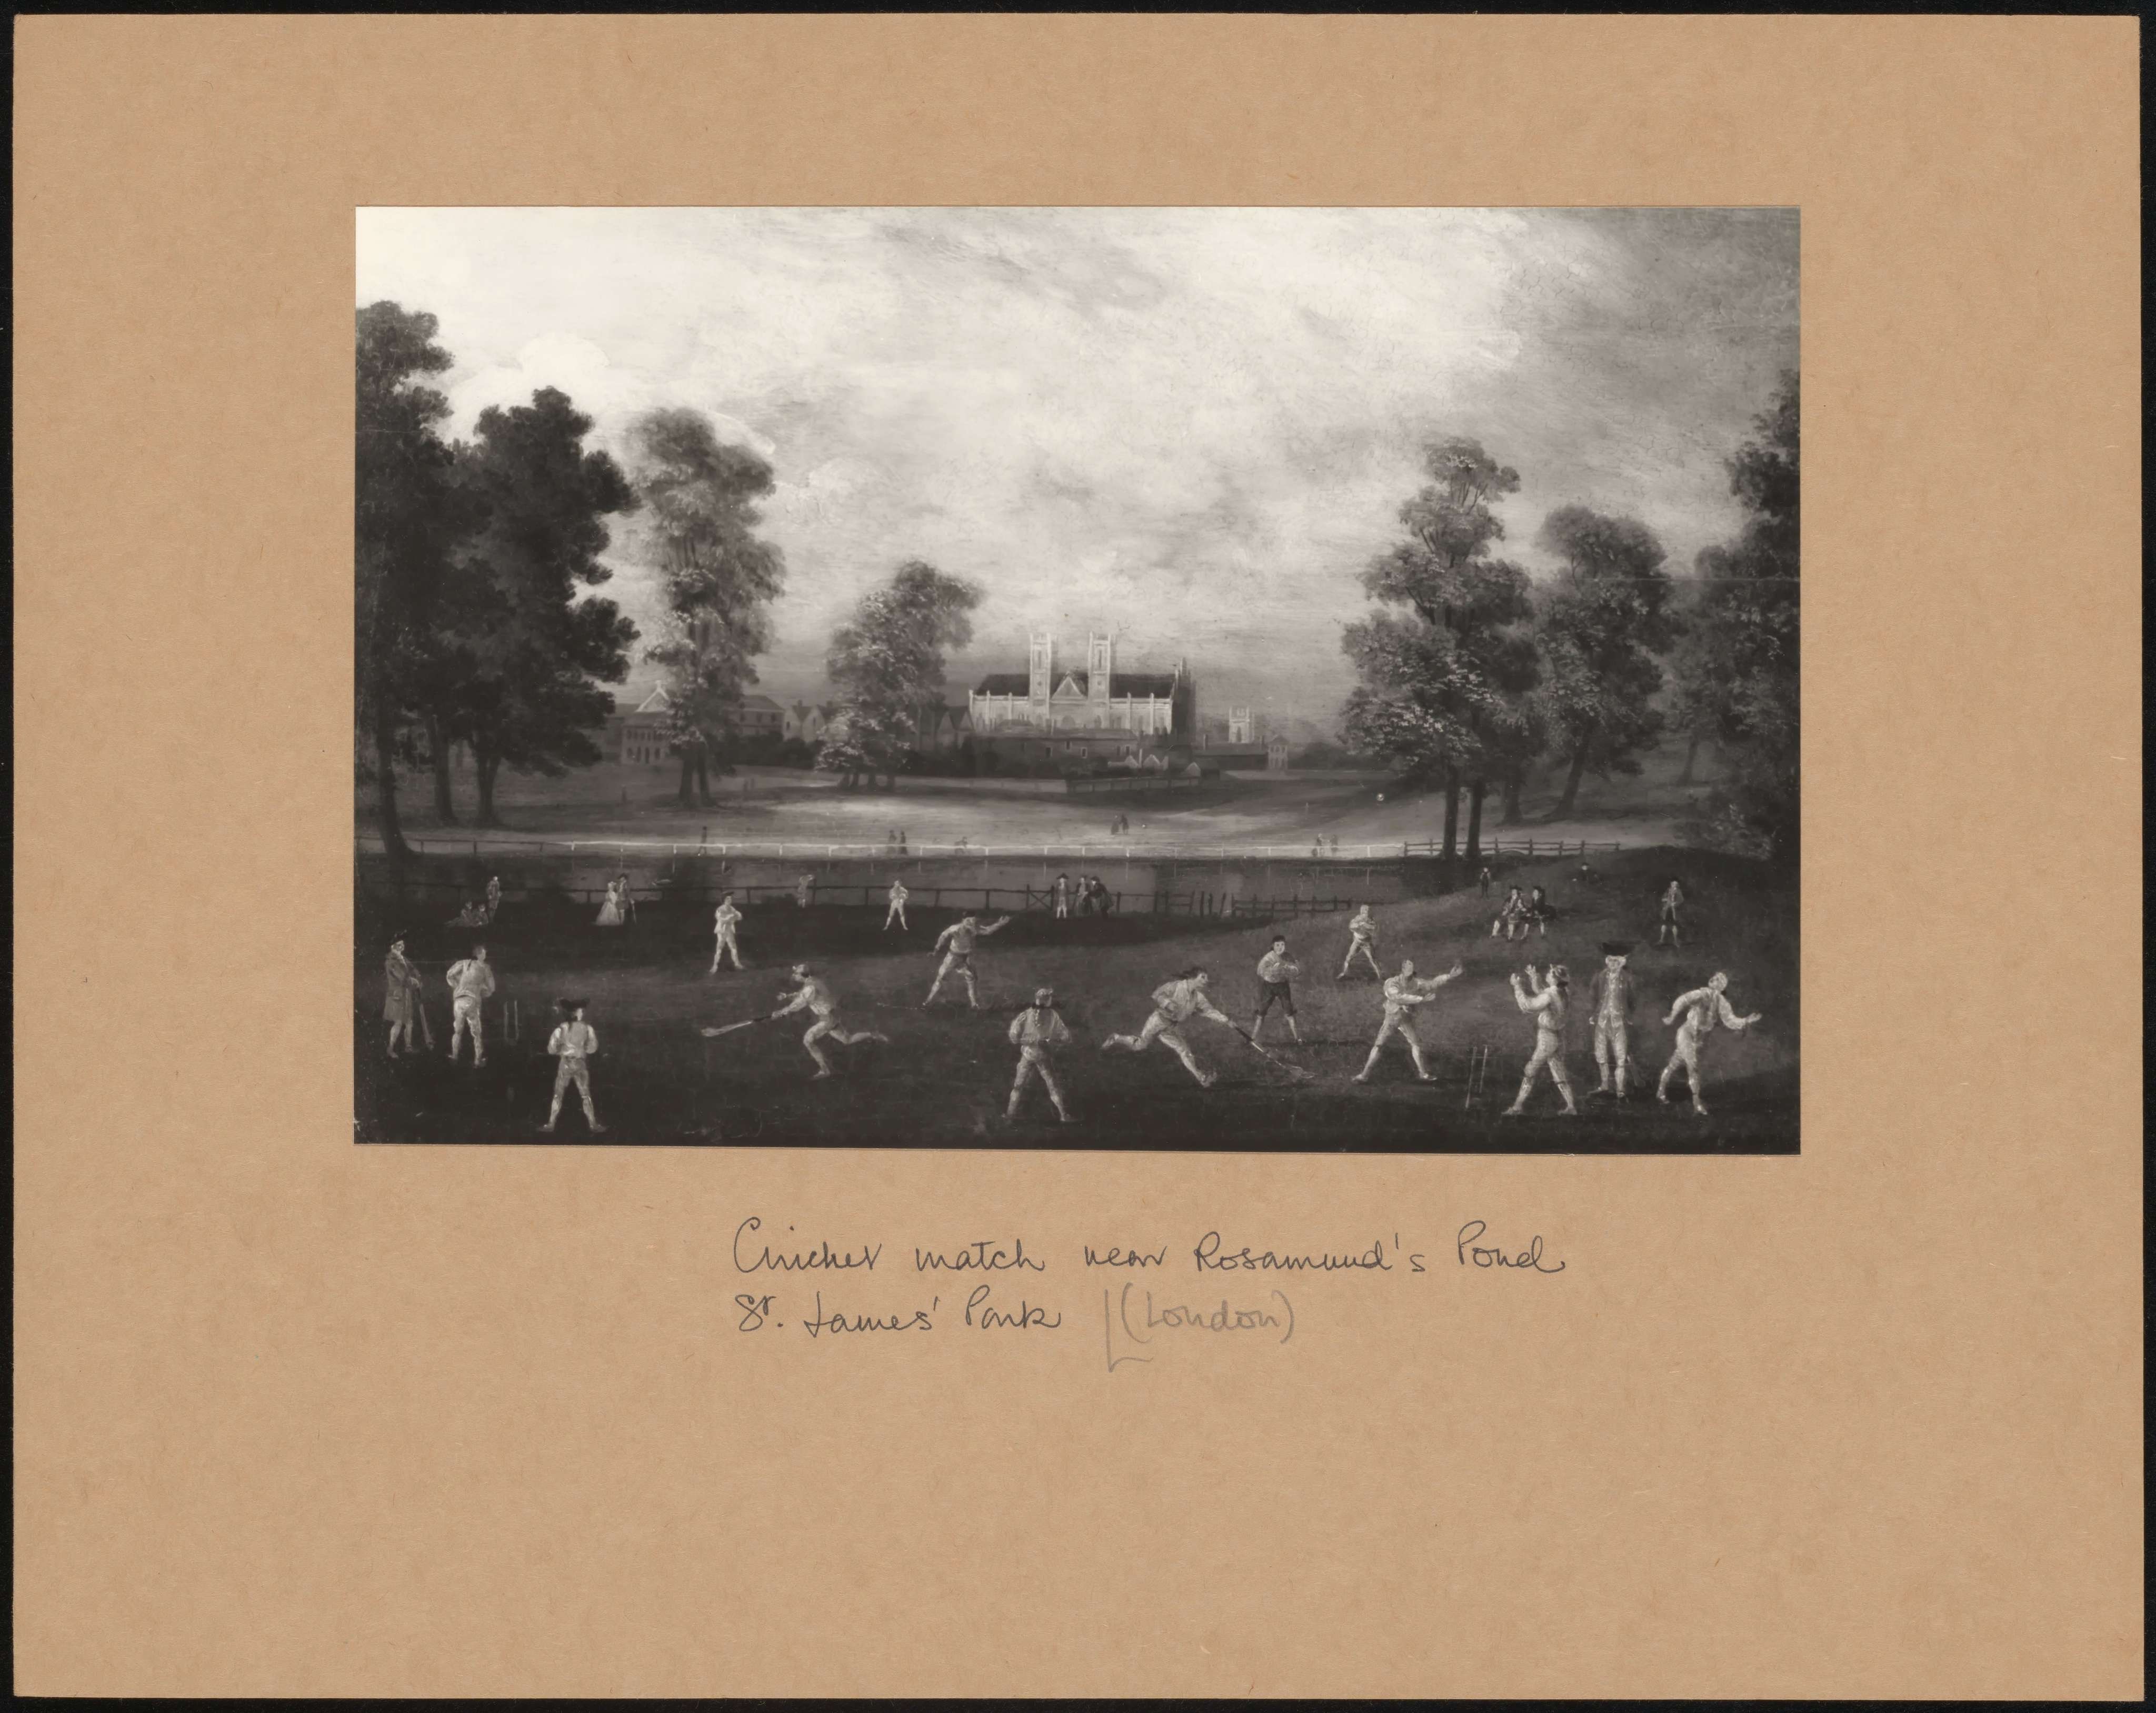 Cricket match near Rosamund's Pond
St. James' Park [(London)